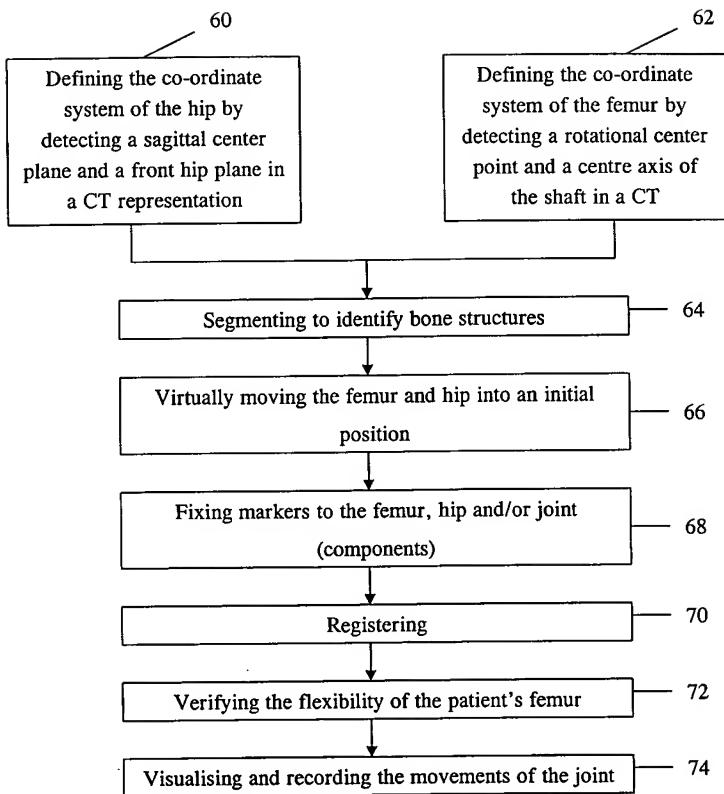 60
62
Defining the co-ordinate
system of the hip by
detecting a sagittal center
plane and a front hip plane in
a CT representation
Defining the co-ordinate
system of the femur by
detecting a rotational center
point and a centre axis of
the shaft in a CT
Segmenting to identify bone structures
64
Virtually moving the femur and hip into an initial
position
66
Fixing markers to the femur, hip and/or joint
(components)
68
Registering
70
Verifying the flexibility of the patient's femur
72
Visualising and recording the movements of the joint
74